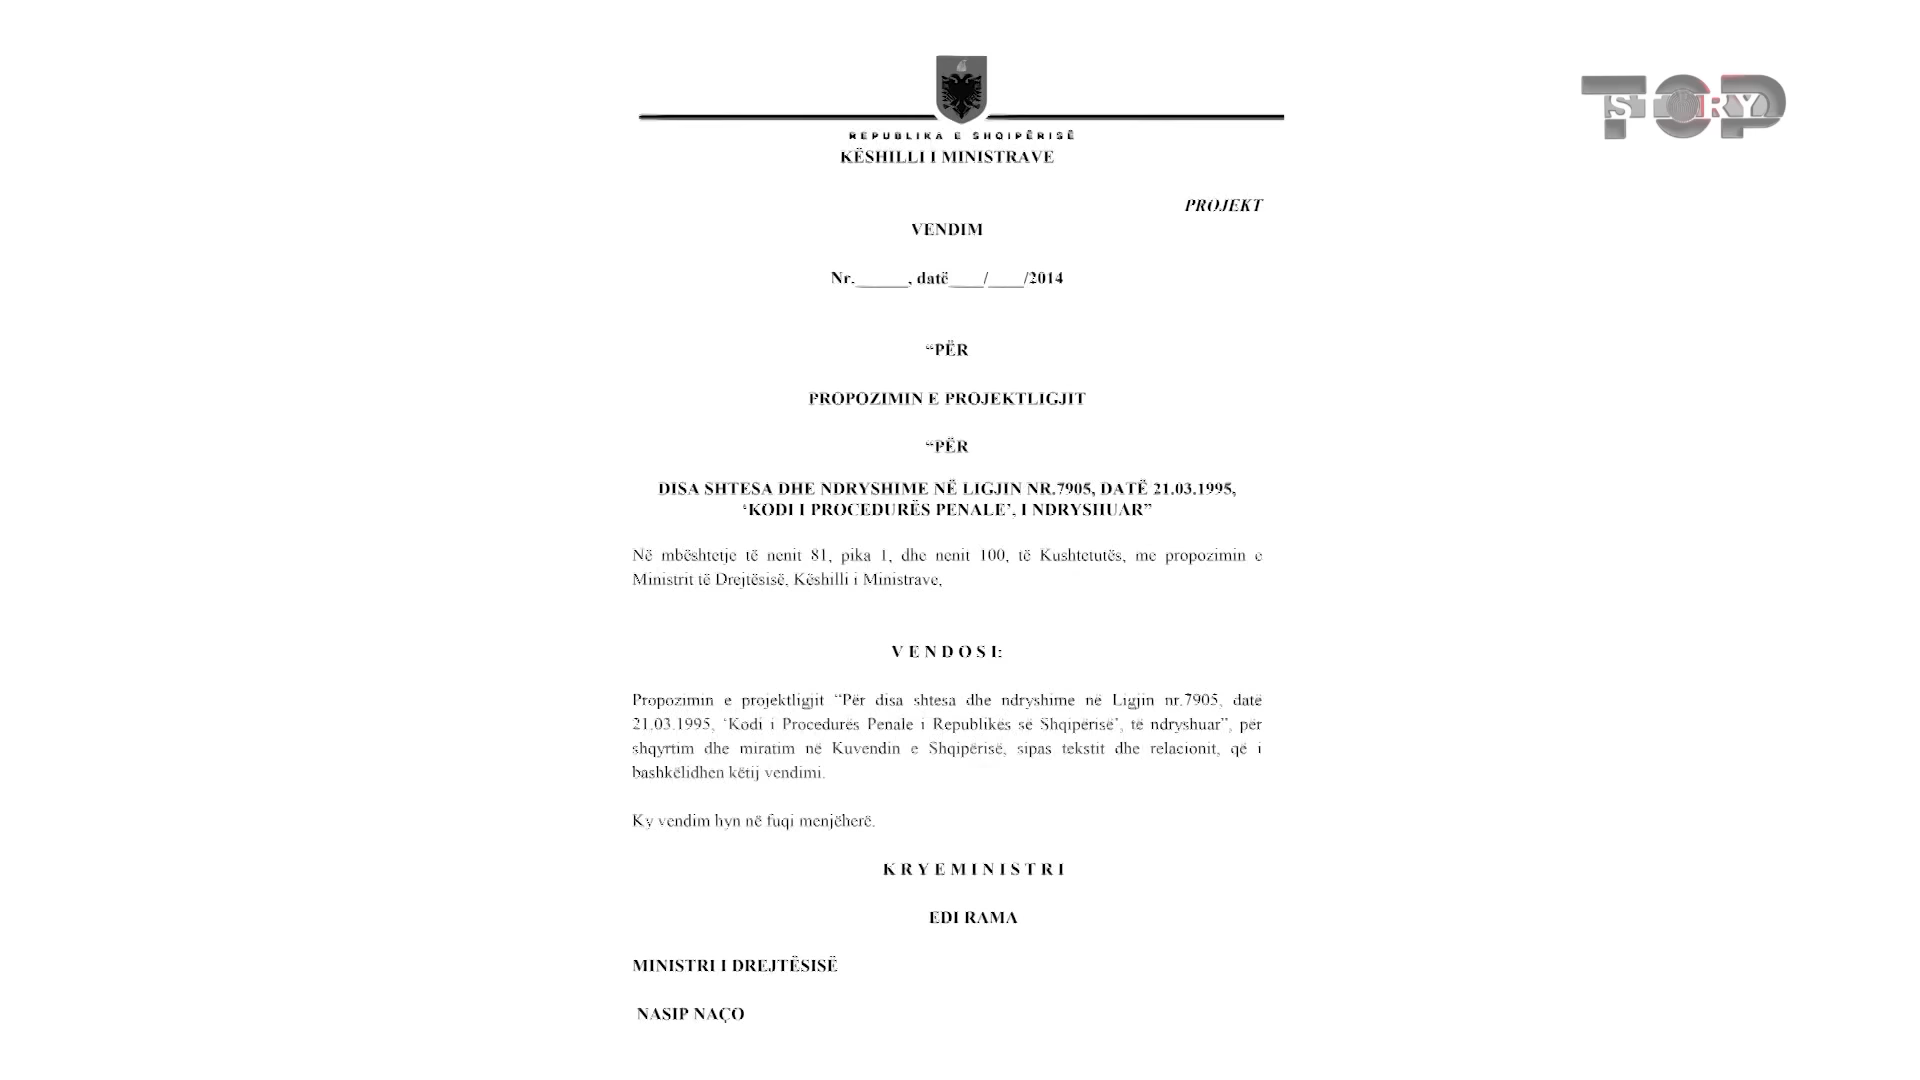 TOP STORY
REPUBLIKA E SHQIPËRISË
KËSHILLI I MINISTRAVE
PROJEKT
VENDIM
Nr.______, datë____/____/2014
“PËR
PROPOZIMIN E PROJEKTLIGJIT
“PËR
DISA SHTESA DHE NDRYSHIME NË LIGJIN NR.7905, DATË 21.03.1995,
‘KODI I PROCEDURËS PENALE’, I NDRYSHUAR”
Në mbështetje të nenit 81, pika 1, dhe nenit 100, të Kushtetutës, me propozimin e
Ministrit të Drejtësisë, Këshilli i Ministrave,
V E N D O S I:
Propozimin e projektligjit “Për disa shtesa dhe ndryshime në Ligjin nr.7905, datë
21.03.1995, ‘Kodi i Procedurës Penale i Republikës së Shqipërisë’, të ndryshuar”, për
shqyrtim dhe miratim në Kuvendin e Shqipërisë, sipas tekstit dhe relacionit, që i
bashkëlidhen këtij vendimi.
Ky vendim hyn në fuqi menjëherë.
K R Y E M I N I S T R I
EDI RAMA
MINISTRI I DREJTËSISË
NASIP NAÇO